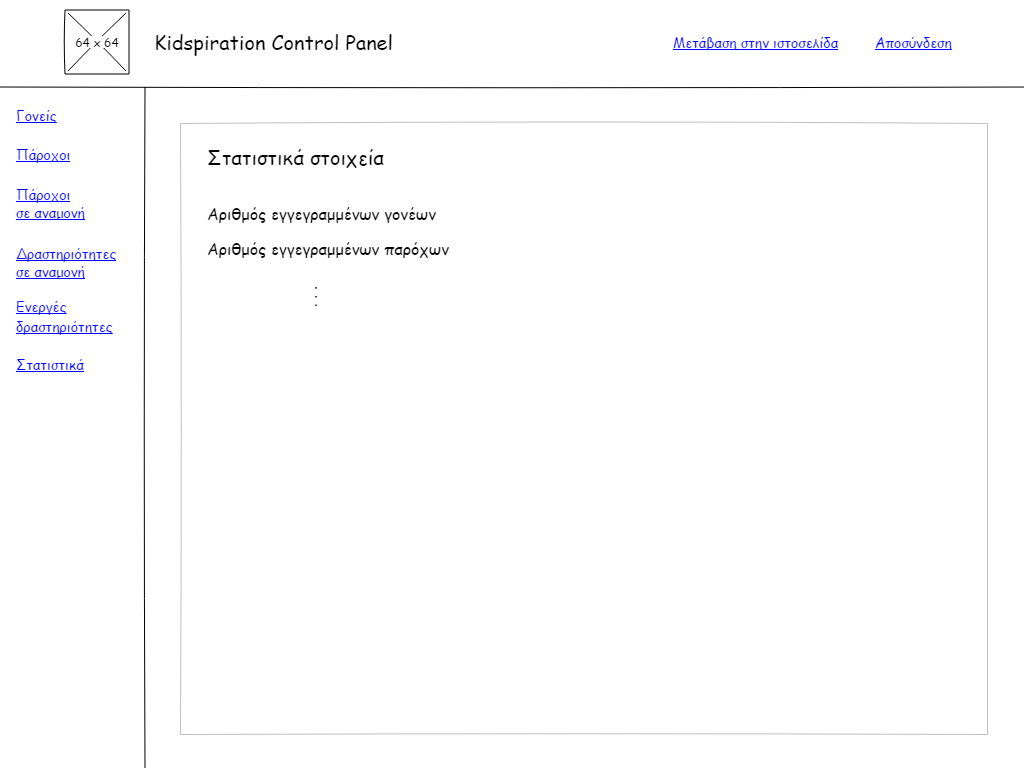 64 x 64
Kidspiration Control Panel
Μετάβαση στην ιστοσελίδα
Αποσύνδεση
Γονείς
Πάροχοι
Πάροχοι
σε αναμονή
Δραστηριότητες
σε αναμονή
Ενεργές
δραστηριότητες
Στατιστικά
Στατιστικά στοιχεία
Αριθμός εγγεγραμμένων γονέων
Αριθμός εγγεγραμμένων παρόχων